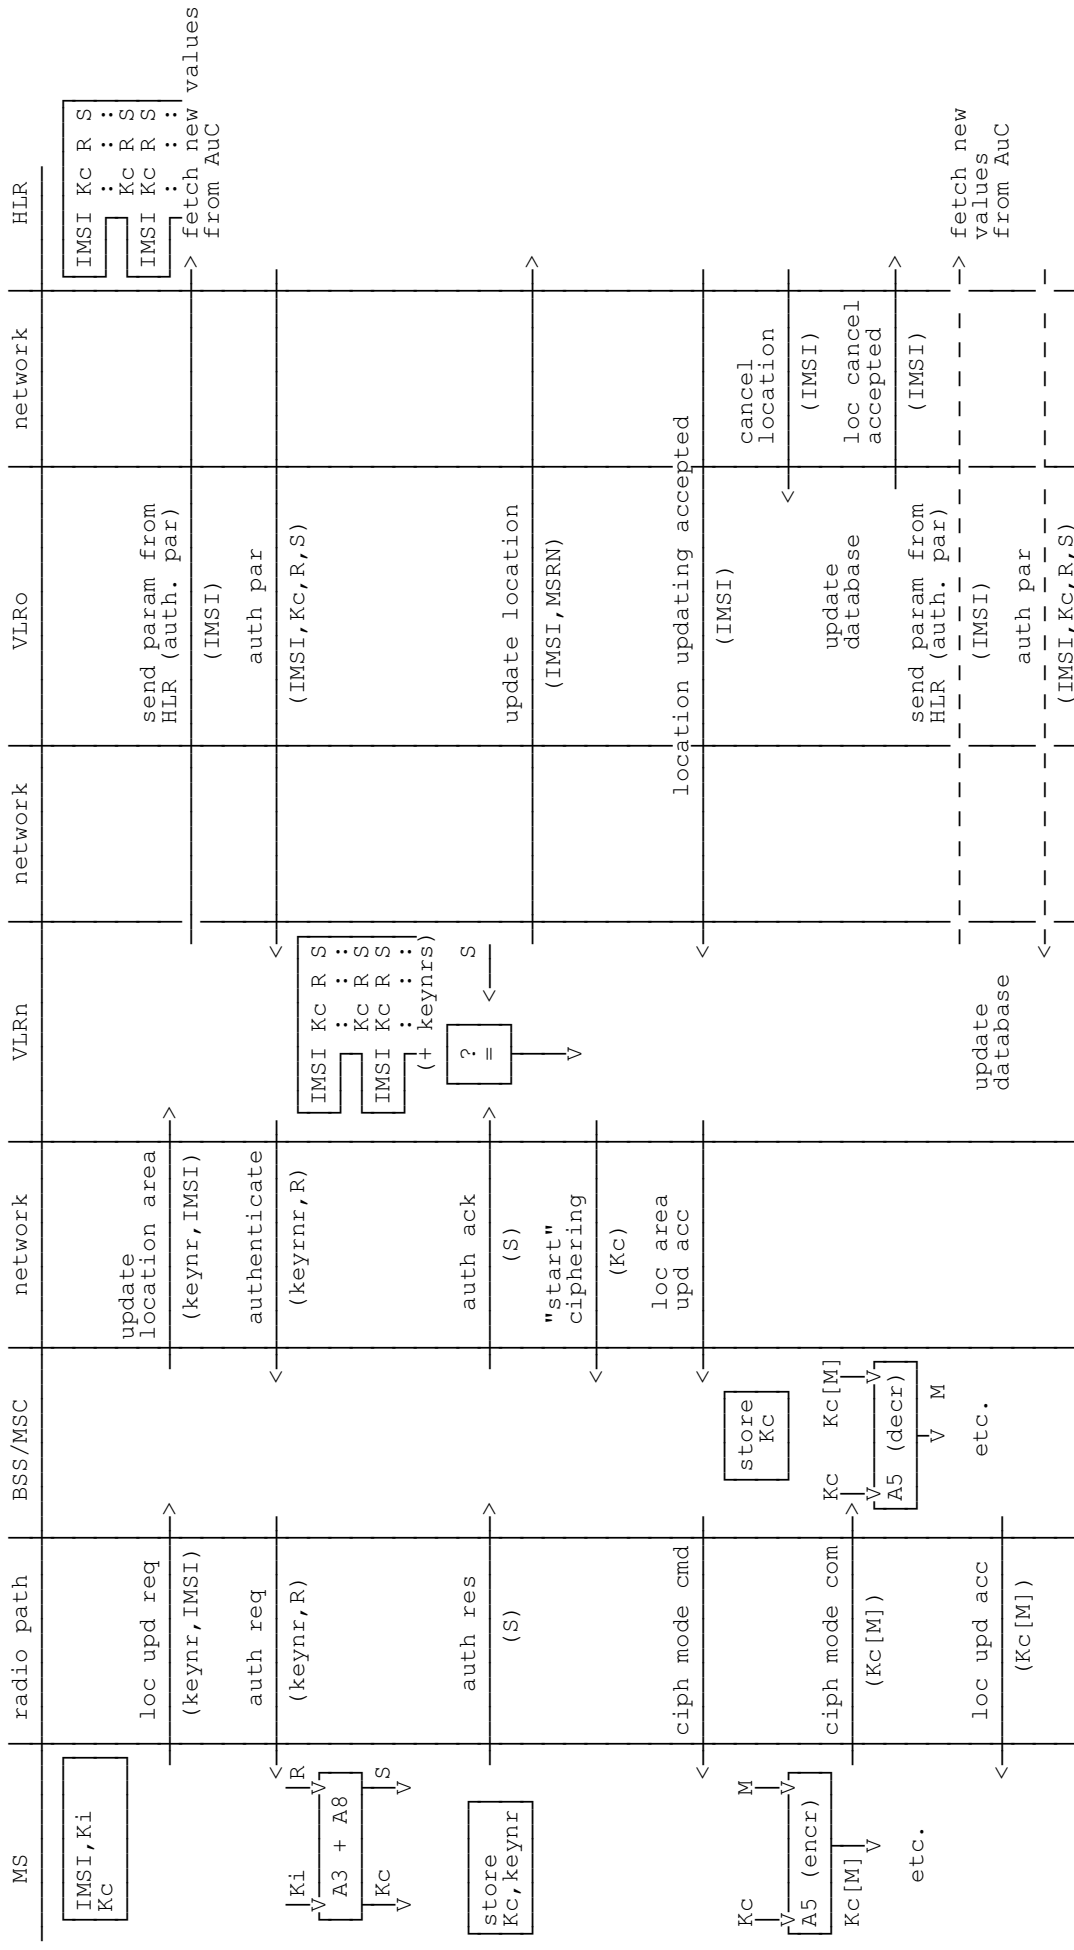 MS radio path BSS/MSC network VLRn network VLRo network HLR
IMSI,Ki
Kc
IMSI Kc R S
: : : :
Kc R S
IMSI Kc R S
: : : :
update
location area
send param from
HLR (auth. par)
loc upd req
(keynr,IMSI)
(keynr,IMSI)
(IMSI)
fetch new values
from AuC
auth req
authenticate
auth par
(keynr,R)
(keyrnr,R)
(IMSI,Kc,R,S)
Ki R
A3 + A8
Kc S
IMSI Kc R S
: : : :
Kc R S
IMSI Kc R S
: : : :
(+ keynrs)
store
Kc,keynr
auth res
(S)
auth ack
(S)
?
=
S
update location
(IMSI,MSRN)
"start"
ciphering
(Kc)
loc area
upd acc
location updating accepted
(IMSI)
ciph mode cmd
store
Kc
cancel
location
(IMSI)
Kc M
A5 (encr)
Kc[M]
etc.
ciph mode com
(Kc[M])
Kc Kc[M]
A5 (decr)
M
etc.
update
database
loc cancel
accepted
(IMSI)
send param from
HLR (auth. par)
(IMSI)
fetch new
values
from AuC
loc upd acc
(Kc[M])
update
database
auth par
(IMSI,Kc,R,S)